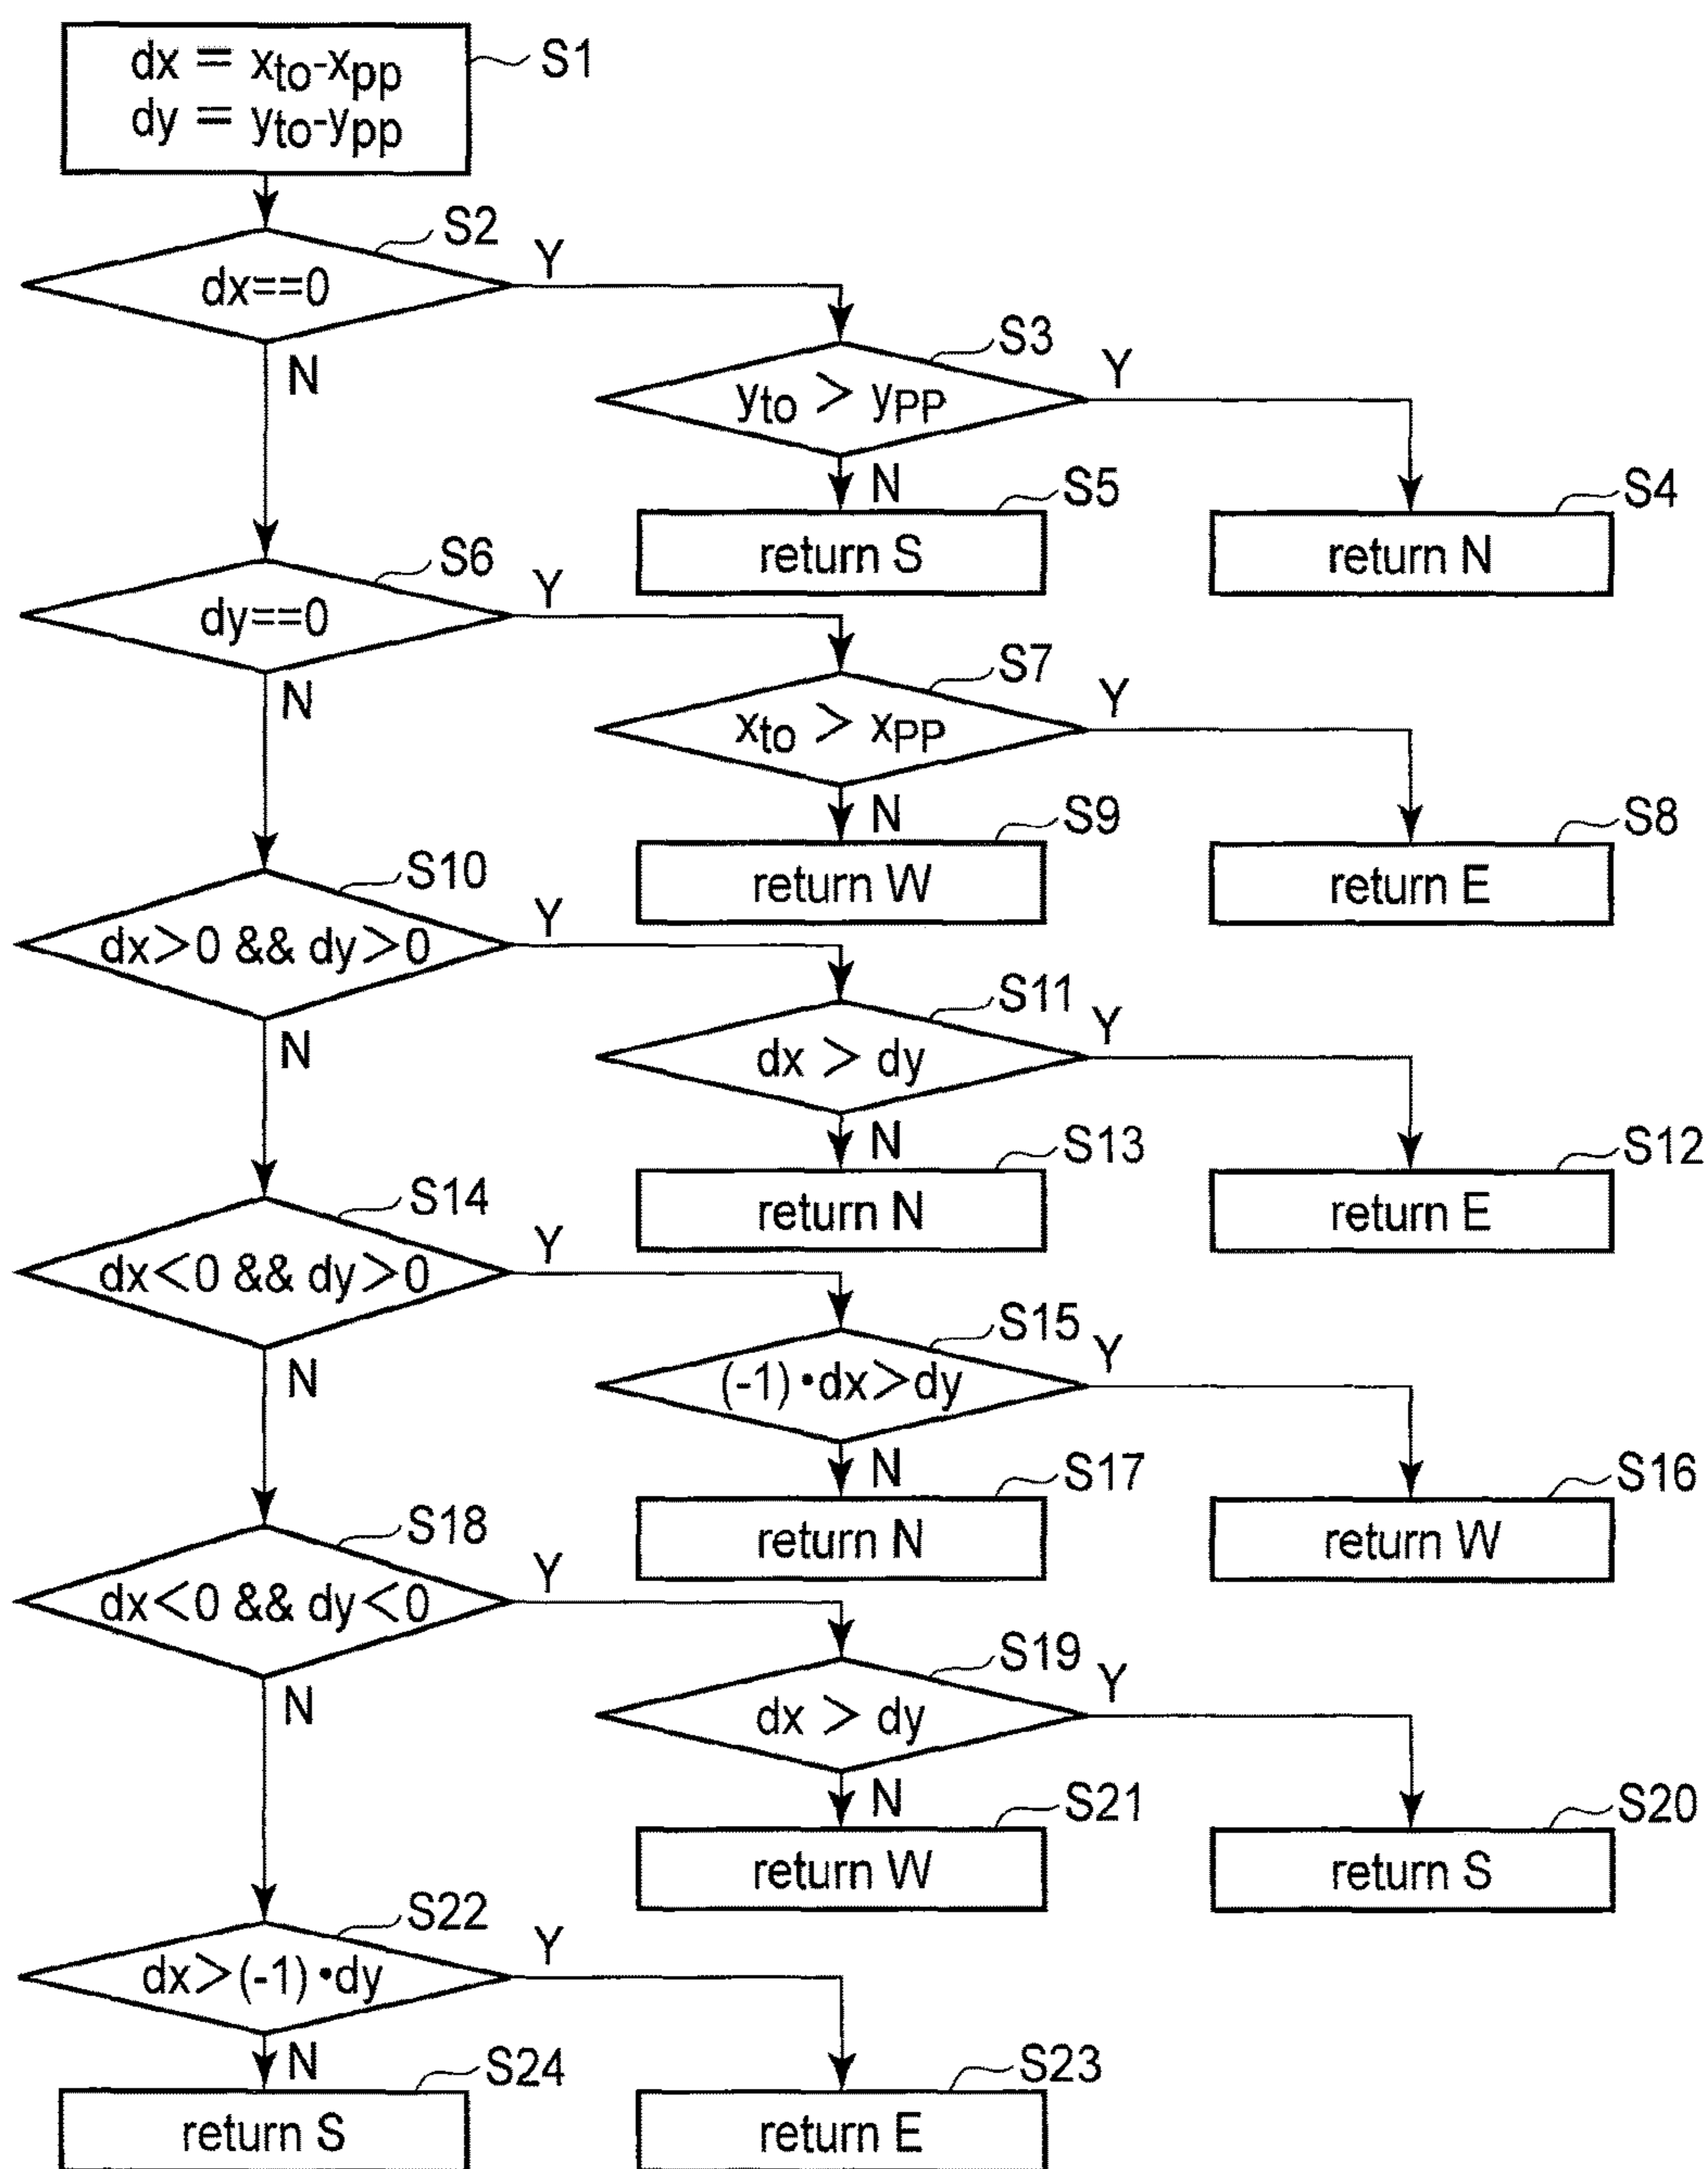 dx = xto-xpp
dy = yto-ypp
S1
S2
dx==0
Y
N
S3
yto > yPP
Y
N
S5
return S
S4
return N
S6
dy==0
Y
N
S7
xto > xPP
Y
N
S9
return W
S8
return E
S10
dx>0 && dy>0
Y
N
S11
dx > dy
Y
N
S13
return N
S12
return E
S14
dx<0 && dy>0
Y
N
S15
(-1)•dx>dy
Y
N
S17
return N
S16
return W
S18
dx<0 && dy<0
Y
N
S19
dx > dy
Y
N
S21
return W
S20
return S
S22
dx>(-1)•dy
Y
N
S24
return S
S23
return E